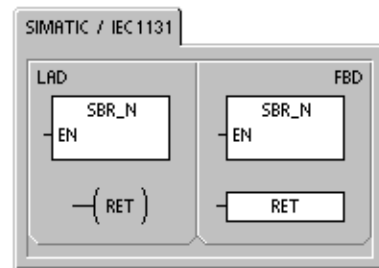 SIMATIC / IEC1131
LAD
FBD
SBR_N
EN
SBR_N
EN
RET
RET